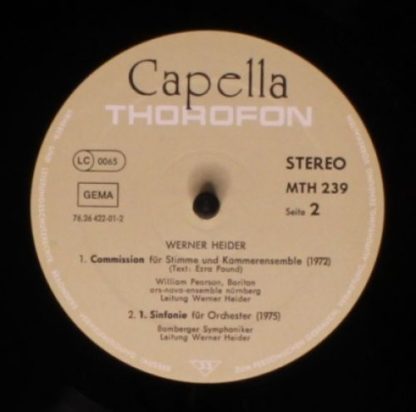 Capella
THOROFON
LC 0065
GEMA
76.26 422-01-2
STEREO
MTH 239
Seite 2
WERNER HEIDER
1. Commission für Stimme und Kammerensemble (1972)
(Text: Ezra Pound)
William Pearson, Bariton
ars-nova-ensemble nürnberg
Leitung Werner Heider
2. 1. Sinfonie für Orchester (1975)
Bamberger Symphoniker
Leitung Werner Heider
33